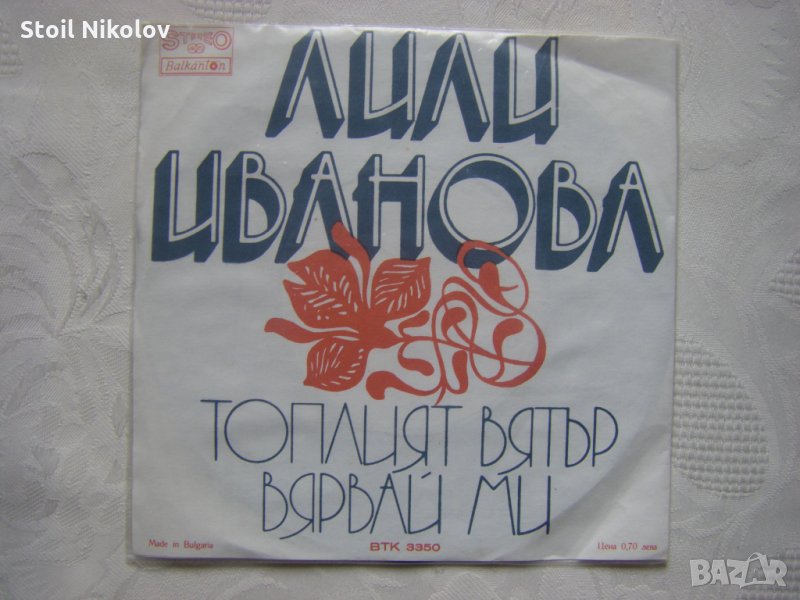 Stoil Nikolov
STEREO
Balkanton
ЛИЛИ
ИВАНОВА
ТОПЛИЯТ ВЯТЪР
ВЯРВАЙ МИ
Made in Bulgaria
ВТК 3350
Цена 0,70 лева
BAZAR